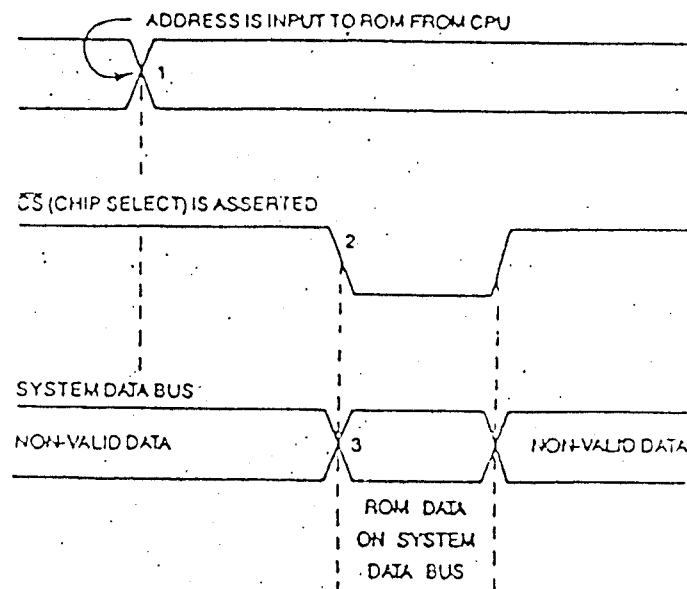 ADDRESS IS INPUT TO ROM FROM CPU
1
C̅S̅ (CHIP SELECT) IS ASSERTED
2
SYSTEM DATA BUS
NON-VALID DATA
3
NON-VALID DATA
ROM DATA
ON SYSTEM
DATA BUS